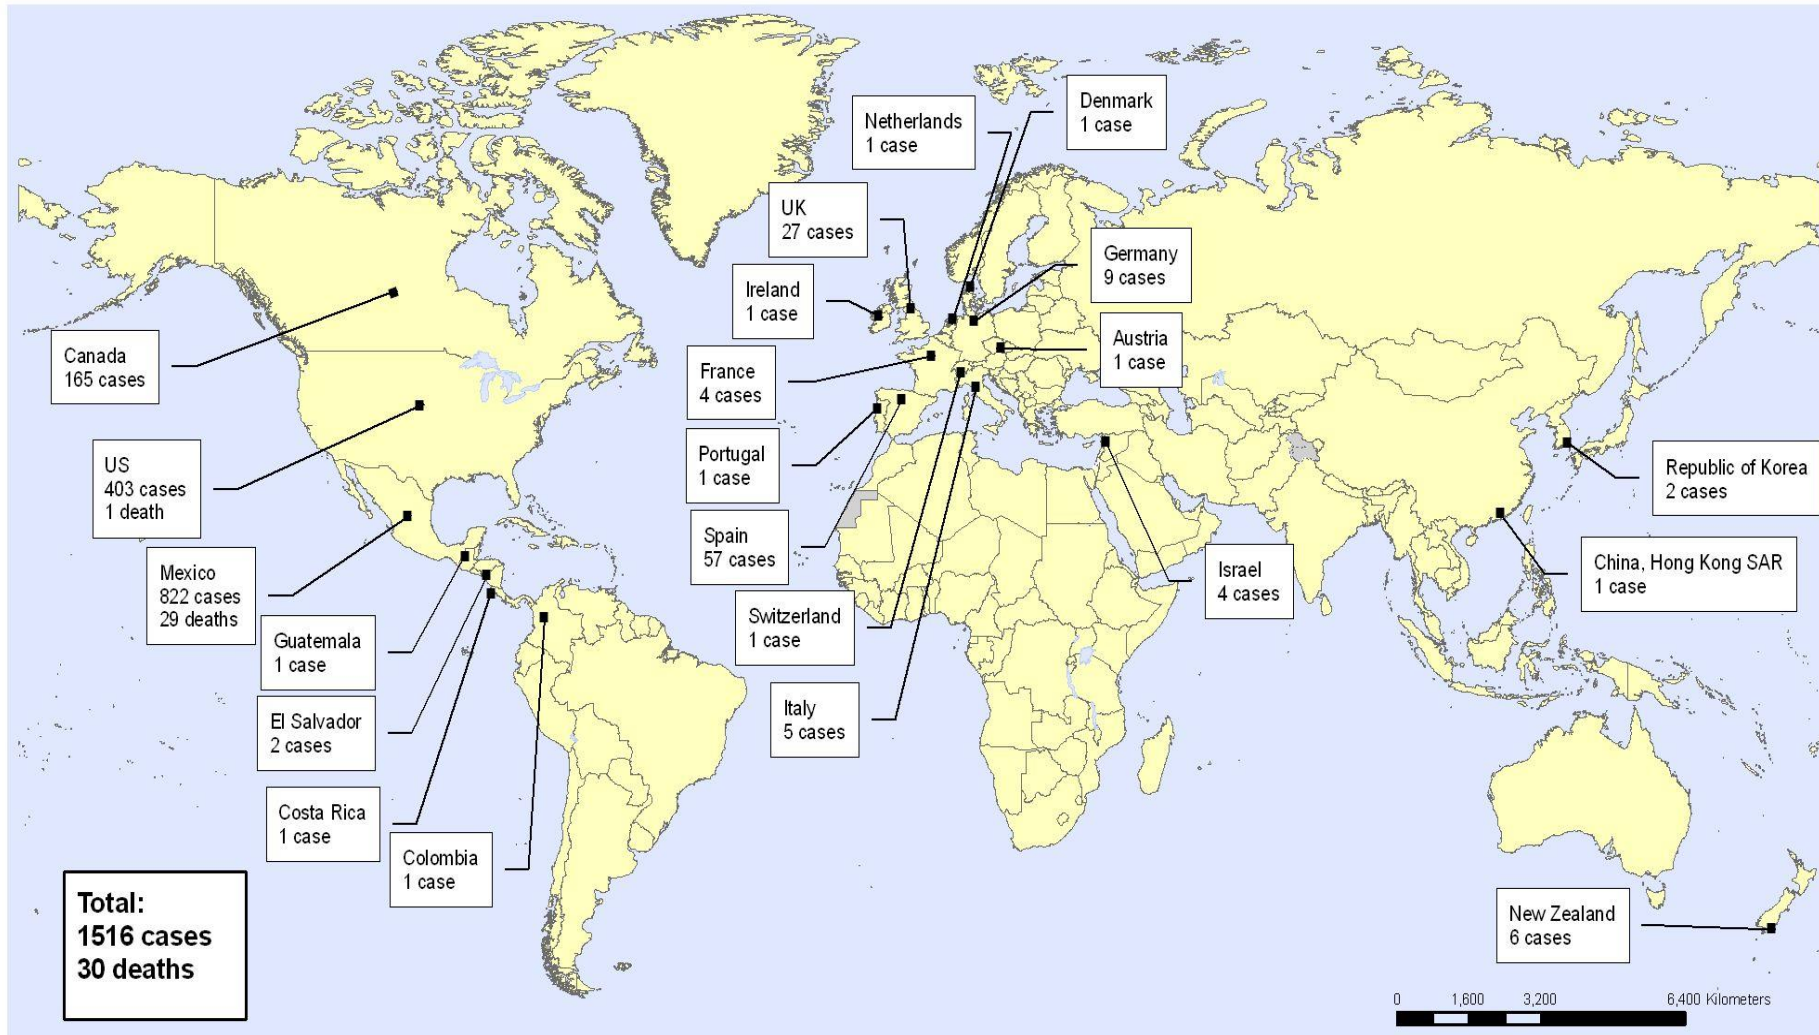 Denmark
1 case
Netherlands
1 case
UK
27 cases
Germany
9 cases
Ireland
1 case
Canada
165 cases
Austria
1 case
France
4 cases
US
403 cases
1 death
Portugal
1 case
Republic of Korea
2 cases
Spain
57 cases
Mexico
822 cases
29 deaths
Israel
4 cases
China, Hong Kong SAR
1 case
Guatemala
1 case
Switzerland
1 case
El Salvador
2 cases
Italy
5 cases
Costa Rica
1 case
Colombia
1 case
Total:
1516 cases
30 deaths
New Zealand
6 cases
0 1,600 3,200 6,400 Kilometers